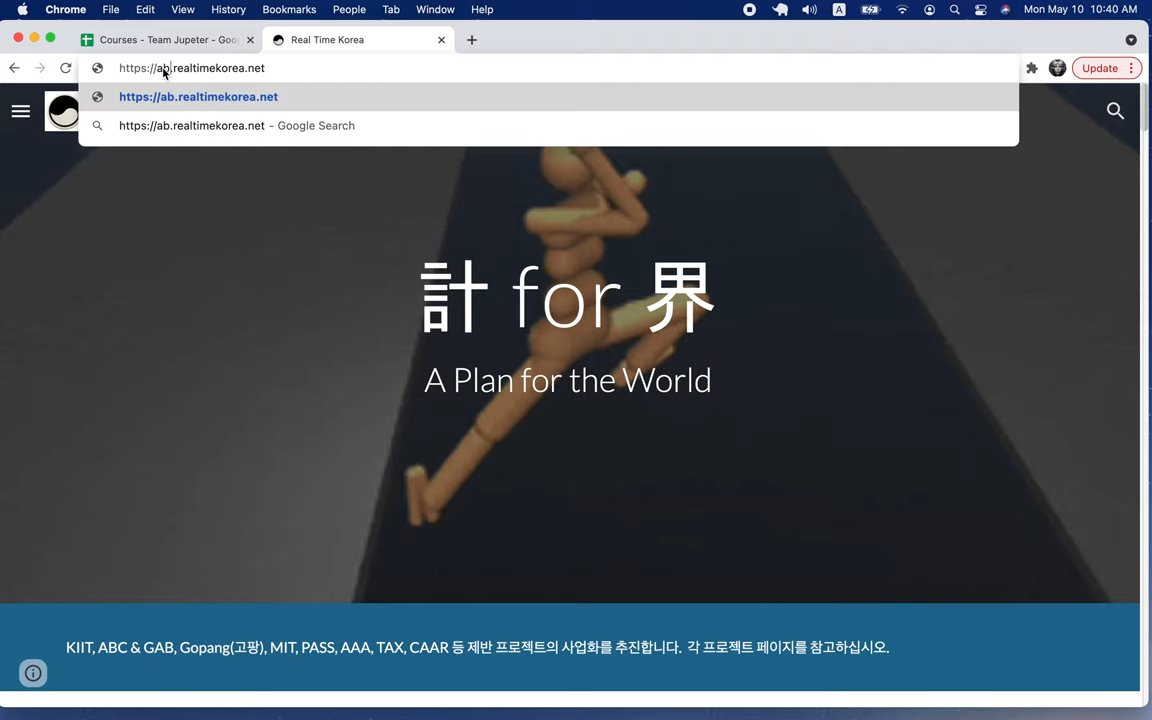 Chrome File Edit View History Bookmarks People Tab Window Help A Mon May 10 10:40 AM
Courses - Team Jupeter - Goo Real Time Korea
https://ab.realtimekorea.net Update
https://ab.realtimekorea.net
https://ab.realtimekorea.net - Google Search
計 for 界
A Plan for the World
KIIT, ABC & GAB, Gopang(고팡), MIT, PASS, AAA, TAX, CAAR 등 제반 프로젝트의 사업화를 추진합니다. 각 프로젝트 페이지를 참고하십시오.